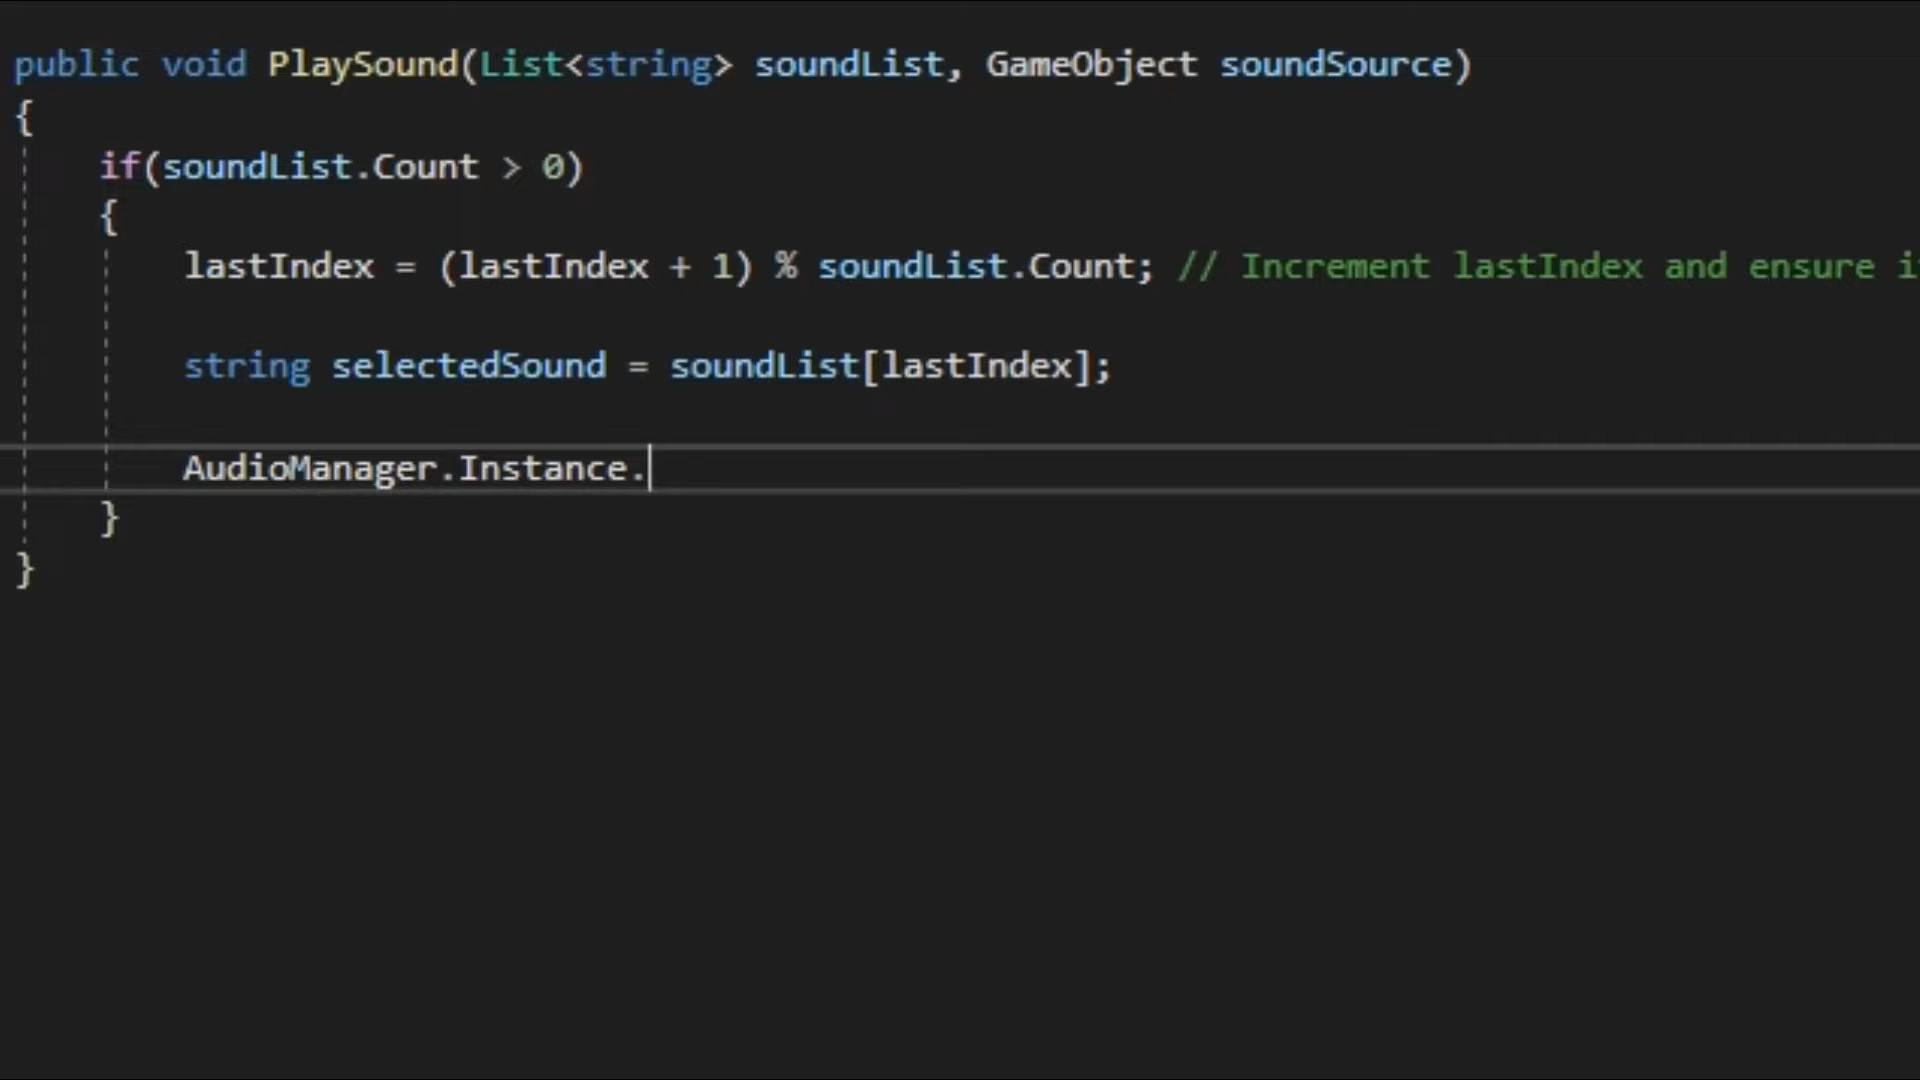 public void PlaySound(List<string> soundList, GameObject soundSource)
{
if(soundList.Count > 0)
{
lastIndex = (lastIndex + 1) % soundList.Count; // Increment lastIndex and ensure
string selectedSound = soundList[lastIndex];
AudioManager.Instance.
}
}